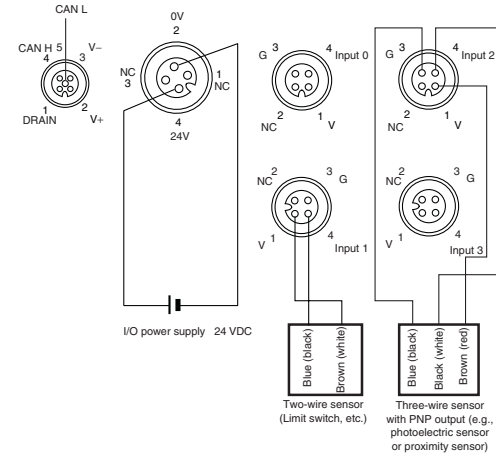 CAN L
CAN H 5 V–
4 3
1 2
DRAIN V+
0V
2
NC
3
1
NC
4
24V
I/O power supply 24 VDC
G 3 4 Input 0
2 1
NC V
NC 2 3 G
V 1 4
Input 1
G 3 4 Input 2
2 1
NC V
NC 2 3 G
V 1 4
Input 3
Blue (black)
Brown (white)
Two-wire sensor
(Limit switch, etc.)
Blue (black)
Black (white)
Brown (red)
Three-wire sensor
with PNP output (e.g.,
photoelectric sensor
or proximity sensor)